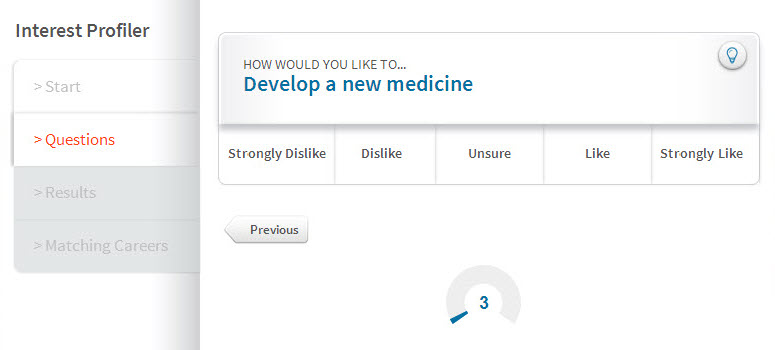 Interest Profiler
> Start
> Questions
> Results
> Matching Careers
HOW WOULD YOU LIKE TO...
Develop a new medicine
Strongly Dislike Dislike Unsure Like Strongly Like
Previous
3